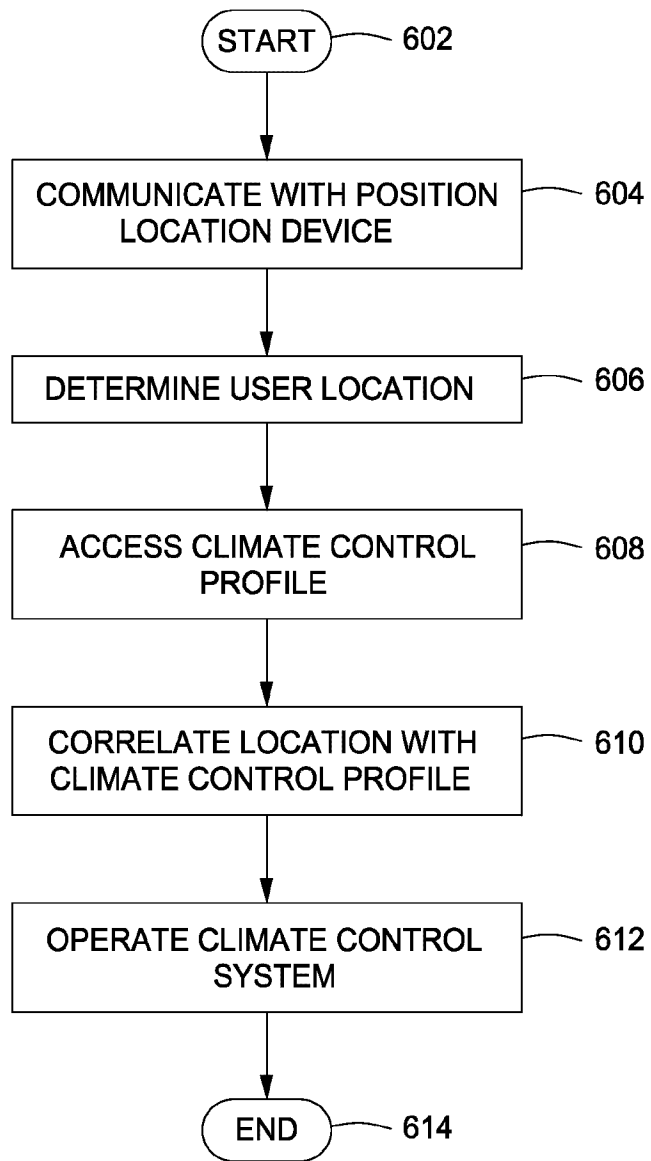 START
602
COMMUNICATE WITH POSITION
LOCATION DEVICE
604
DETERMINE USER LOCATION
606
ACCESS CLIMATE CONTROL
PROFILE
608
CORRELATE LOCATION WITH
CLIMATE CONTROL PROFILE
610
OPERATE CLIMATE CONTROL
SYSTEM
612
END
614